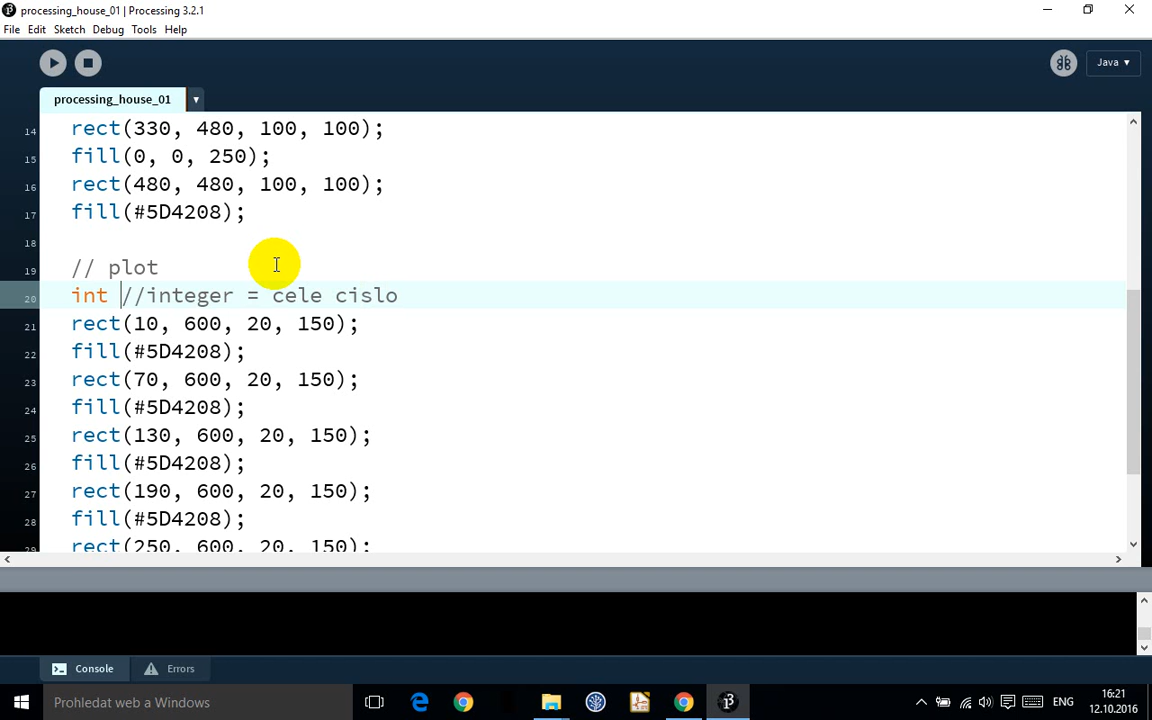 processing_house_01 | Processing 3.2.1
File Edit Sketch Debug Tools Help
Java ▾
processing_house_01 ▾
14 rect(330, 480, 100, 100);
15 fill(0, 0, 250);
16 rect(480, 480, 100, 100);
17 fill(#5D4208);
18
19 // plot
20 int //integer = cele cislo
21 rect(10, 600, 20, 150);
22 fill(#5D4208);
23 rect(70, 600, 20, 150);
24 fill(#5D4208);
25 rect(130, 600, 20, 150);
26 fill(#5D4208);
27 rect(190, 600, 20, 150);
28 fill(#5D4208);
29 rect(250, 600, 20, 150);
Console Errors
Prohledat web a Windows
ENG
16:21
12.10.2016